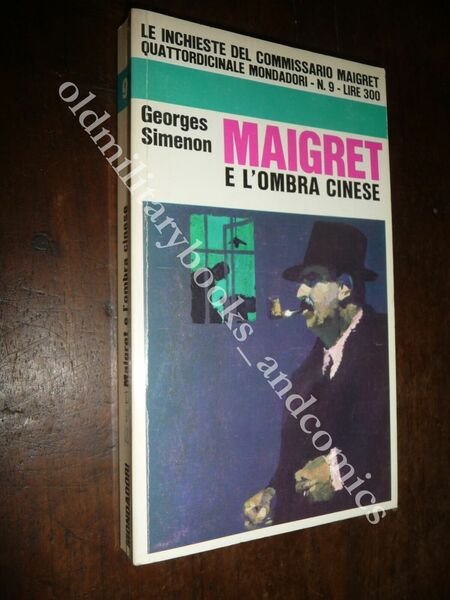 LE INCHIESTE DEL COMMISSARIO MAIGRET
QUATTORDICINALE MONDADORI - N. 9 - LIRE 300
Georges
Simenon
MAIGRET
E L'OMBRA CINESE
9
Maigret e l'ombra cinese
MONDADORI
oldmilitarybooks_andcomics